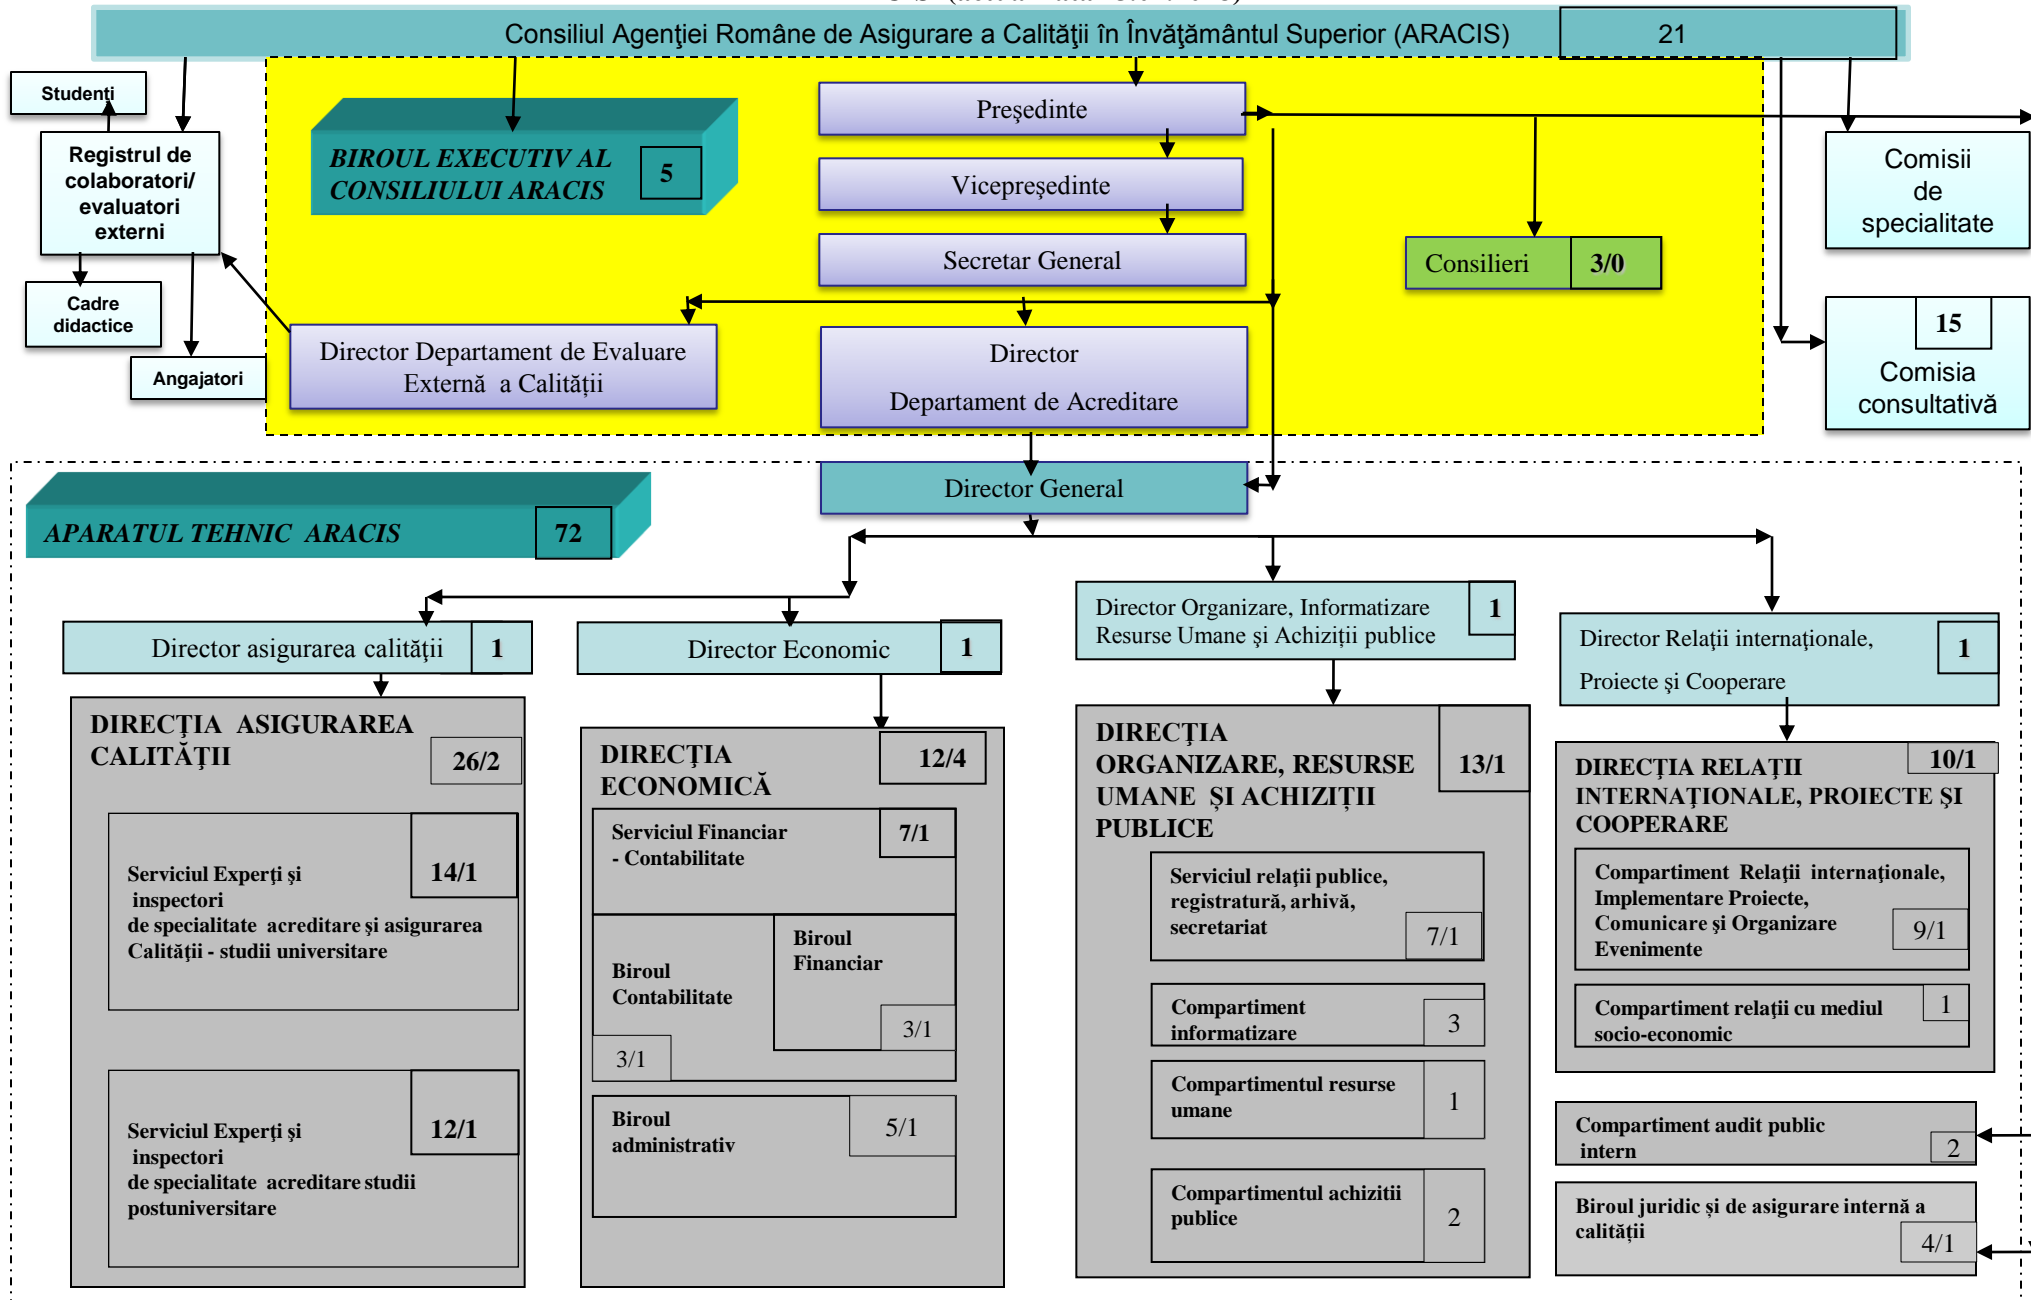 Consiliul Agenţiei Române de Asigurare a Calităţii în Învăţământul Superior (ARACIS) 21
Studenţi
Registrul de
colaboratori/
evaluatori
externi
Cadre
didactice
Angajatori
BIROUL EXECUTIV AL
CONSILIULUI ARACIS
5
Preşedinte
Vicepreşedinte
Secretar General
Consilieri 3/0
Comisii
de
specialitate
15
Comisia
consultativă
Director Departament de Evaluare
Externă a Calității
Director
Departament de Acreditare
Director General
APARATUL TEHNIC ARACIS 72
Director asigurarea calităţii 1
Director Economic 1
Director Organizare, Informatizare
Resurse Umane şi Achiziții publice
1
Director Relaţii internaţionale,
Proiecte şi Cooperare
1
DIRECŢIA ASIGURAREA
CALITĂŢII
26/2
Serviciul Experţi şi
inspectori
de specialitate acreditare şi asigurarea
Calităţii - studii universitare
14/1
Serviciul Experţi şi
inspectori
de specialitate acreditare studii
postuniversitare
12/1
DIRECŢIA
ECONOMICĂ
12/4
Serviciul Financiar
- Contabilitate
7/1
Biroul
Contabilitate
3/1
Biroul
Financiar
3/1
Biroul
administrativ
5/1
DIRECŢIA
ORGANIZARE, RESURSE
UMANE ȘI ACHIZIȚII
PUBLICE
13/1
Serviciul relaţii publice,
registratură, arhivă,
secretariat
7/1
Compartiment
informatizare
3
Compartimentul resurse
umane
1
Compartimentul achizitii
publice
2
DIRECŢIA RELAŢII
INTERNAŢIONALE, PROIECTE ŞI
COOPERARE
10/1
Compartiment Relaţii internaţionale,
Implementare Proiecte,
Comunicare şi Organizare
Evenimente
9/1
Compartiment relaţii cu mediul
socio-economic
1
Compartiment audit public
intern
2
Biroul juridic și de asigurare internă a
calității
4/1